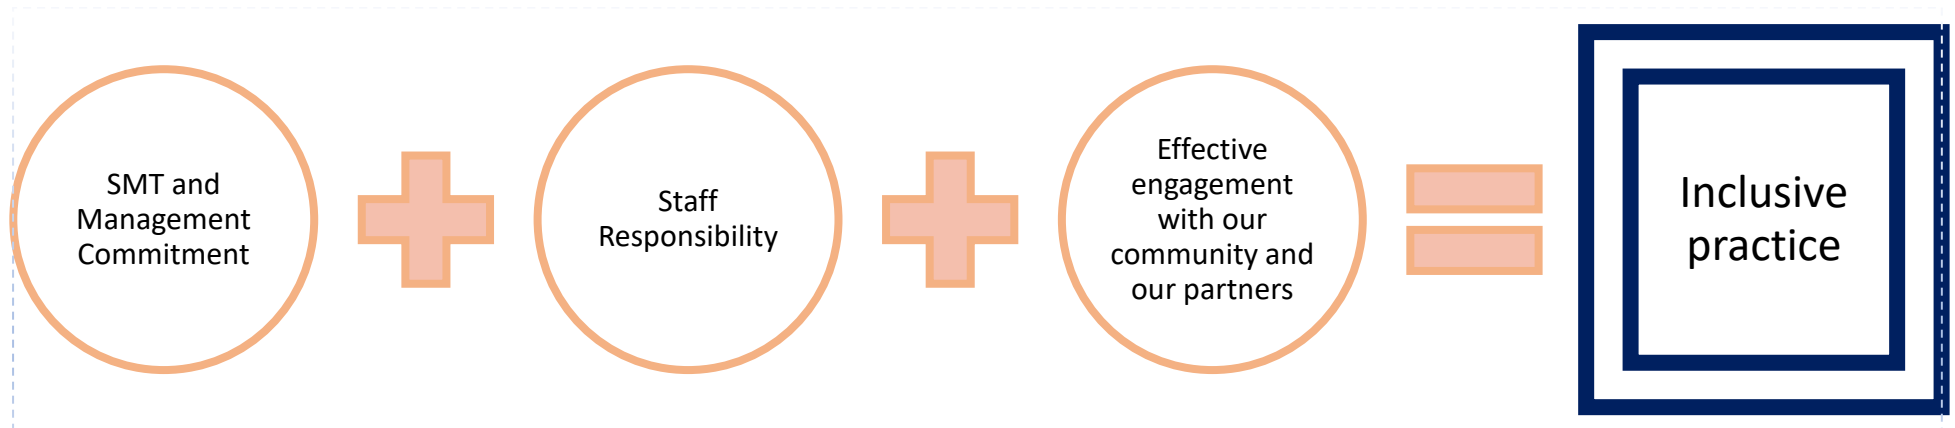 SMT and
Management
Commitment
Staff
Responsibility
Effective
engagement
with our
community and
our partners
Inclusive
practice